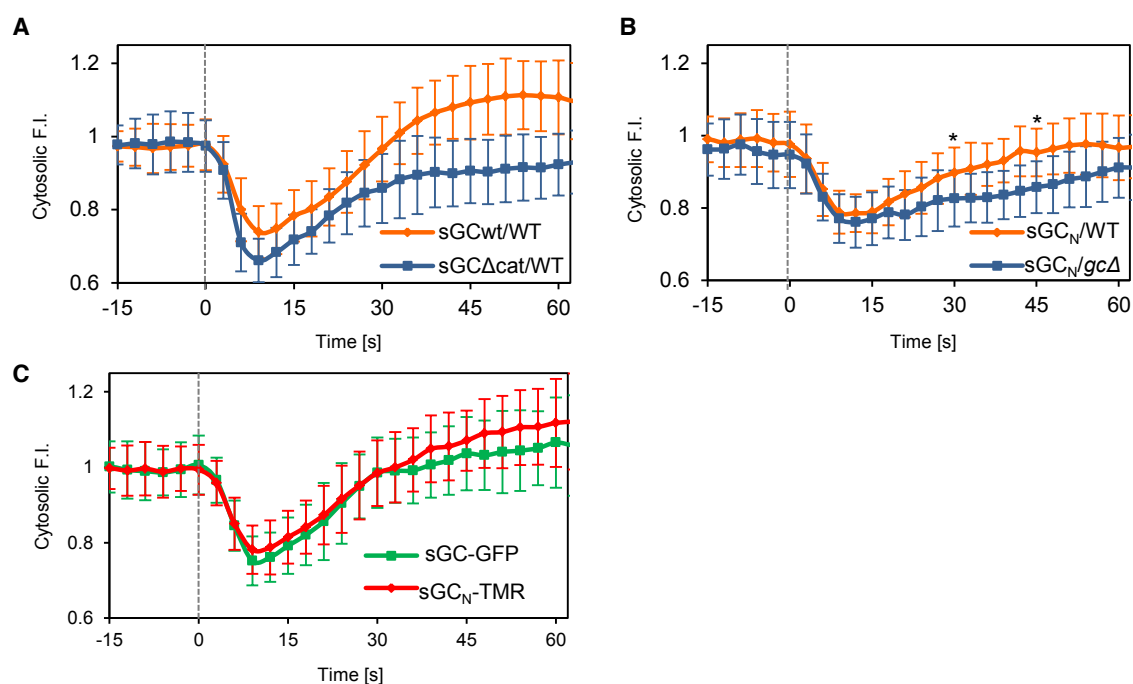 A
1.2
1
0.8
0.6
Cytosolic F.I.
sGCwt/WT
sGCΔcat/WT
-15 0 15 30 45 60
Time [s]
B
1.2
1
0.8
0.6
Cytosolic F.I.
* *
sGCN/WT
sGCN/gcΔ
-15 0 15 30 45 60
Time [s]
C
1.2
1
0.8
0.6
Cytosolic F.I.
sGC-GFP
sGCN-TMR
-15 0 15 30 45 60
Time [s]